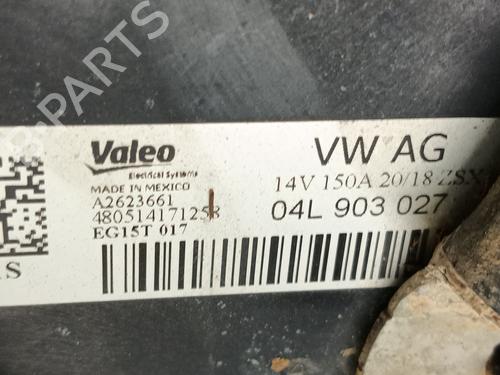 B-PARTS
Valeo
Electrical Systems
VW AG
MADE IN MEXICO
14V 150A 20/18 ZSX
A2623661
480514171258
04L 903 027
EG15T 017